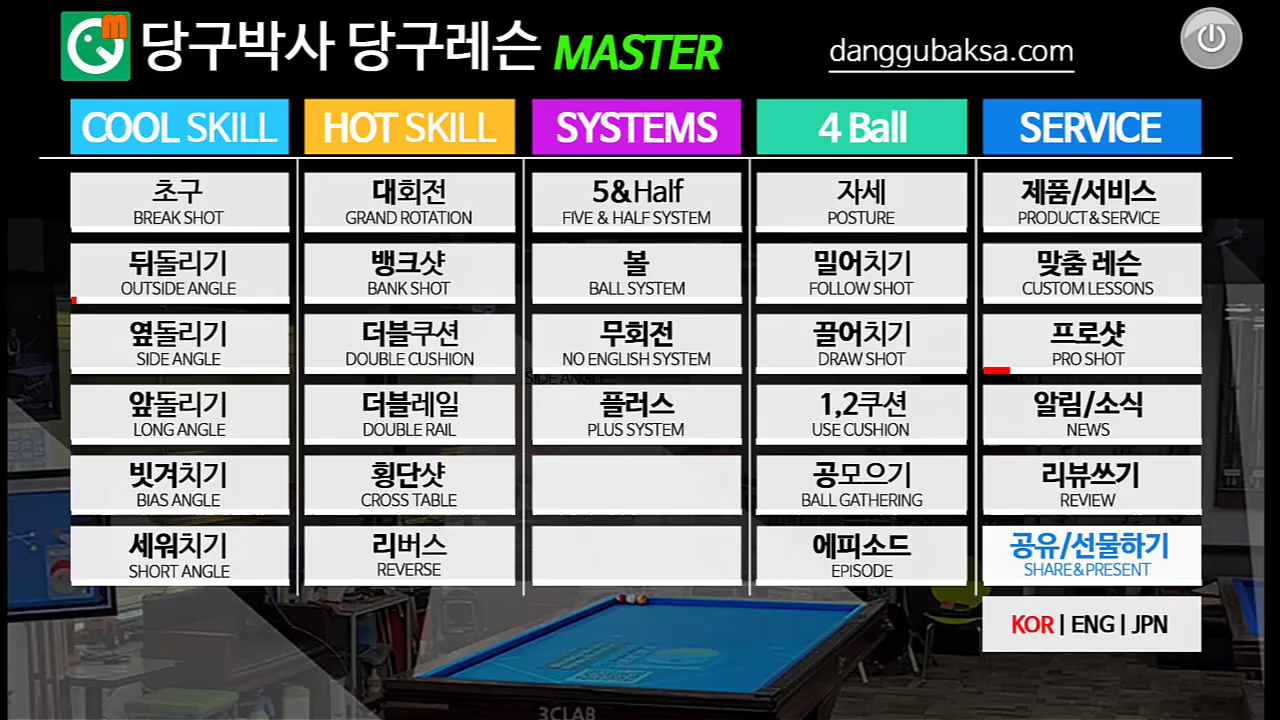 당구박사 당구레슨 MASTER
danggubaksa.com
COOL SKILL
HOT SKILL
SYSTEMS
4 Ball
SERVICE
초구
BREAK SHOT
대회전
GRAND ROTATION
5&Half
FIVE & HALF SYSTEM
자세
POSTURE
제품/서비스
PRODUCT & SERVICE
뒤돌리기
OUTSIDE ANGLE
뱅크샷
BANK SHOT
볼
BALL SYSTEM
밀어치기
FOLLOW SHOT
맞춤 레슨
CUSTOM LESSONS
옆돌리기
SIDE ANGLE
더블쿠션
DOUBLE CUSHION
무회전
NO ENGLISH SYSTEM
끌어치기
DRAW SHOT
프로샷
PRO SHOT
SIDE ANGLE
앞돌리기
LONG ANGLE
더블레일
DOUBLE RAIL
플러스
PLUS SYSTEM
1,2쿠션
USE CUSHION
알림/소식
NEWS
빗겨치기
BIAS ANGLE
횡단샷
CROSS TABLE
공모으기
BALL GATHERING
리뷰쓰기
REVIEW
세워치기
SHORT ANGLE
리버스
REVERSE
에피소드
EPISODE
공유/선물하기
SHARE & PRESENT
KOR | ENG | JPN
3CLAB